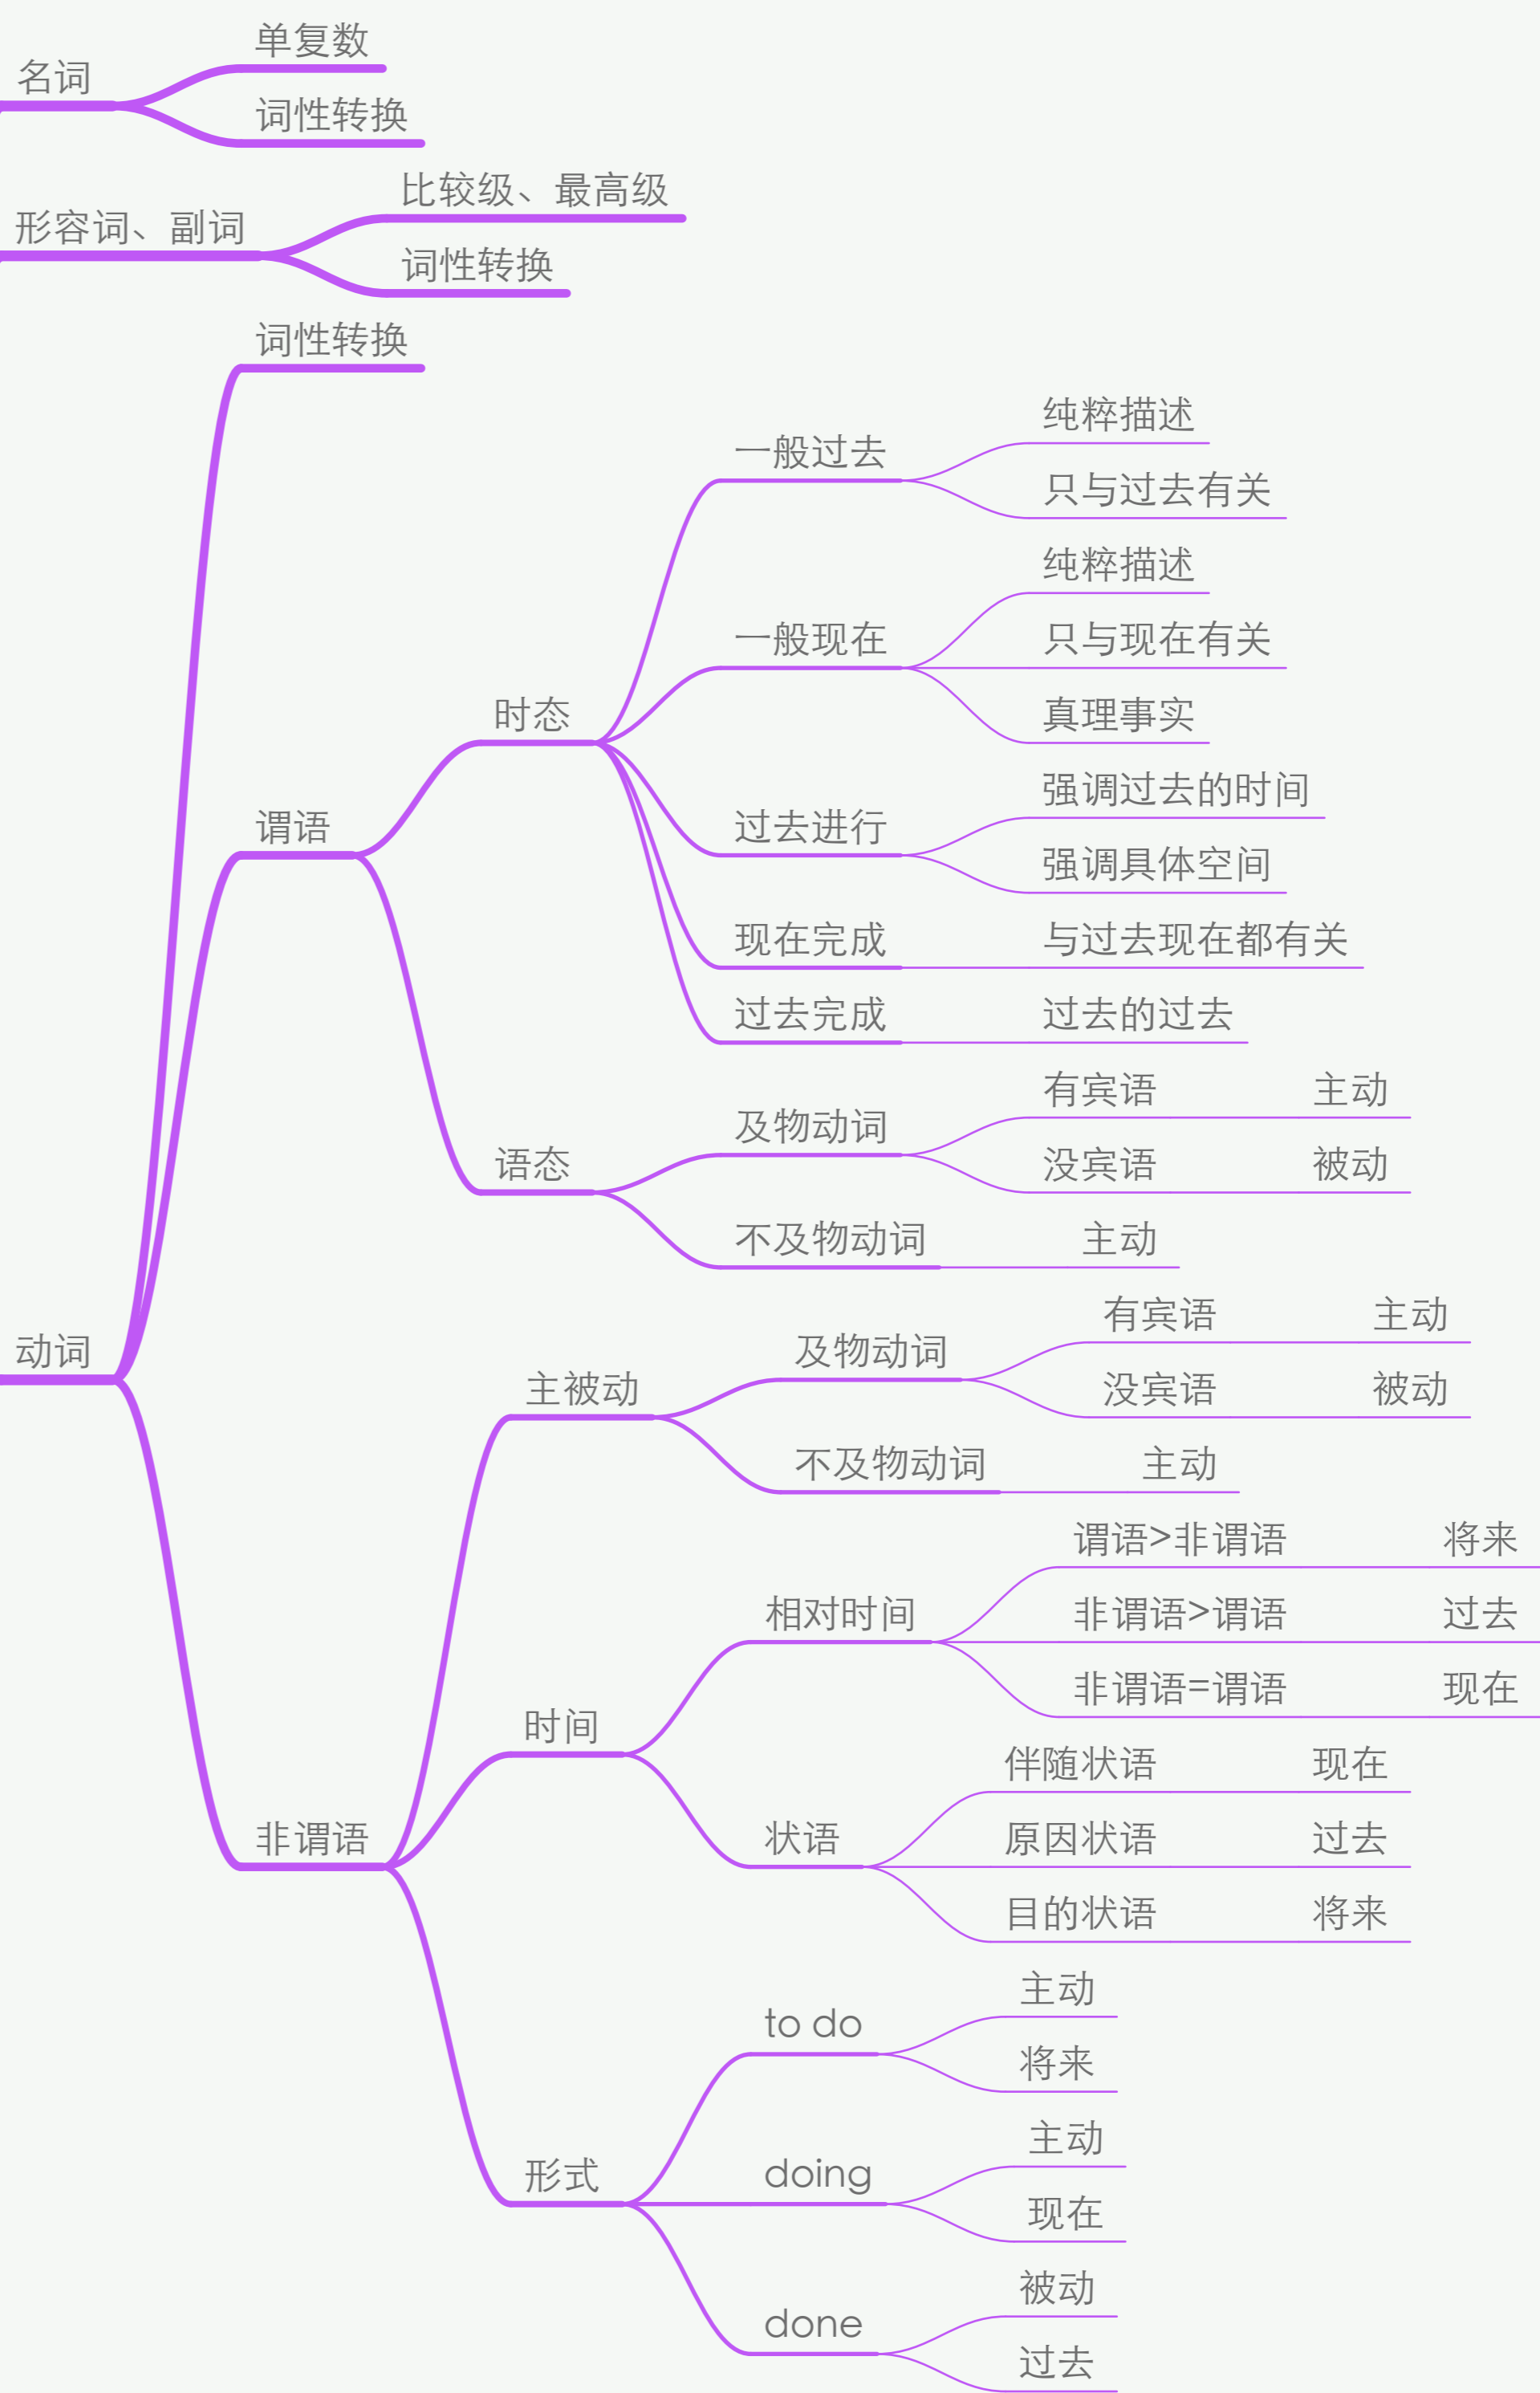 名词
单复数
词性转换
形容词、副词
比较级、最高级
词性转换
动词
词性转换
谓语
时态
一般过去
纯粹描述
只与过去有关
一般现在
纯粹描述
只与现在有关
真理事实
过去进行
强调过去的时间
强调具体空间
现在完成
与过去现在都有关
过去完成
过去的过去
语态
及物动词
有宾语
主动
没宾语
被动
不及物动词
主动
非谓语
主被动
及物动词
有宾语
主动
没宾语
被动
不及物动词
主动
时间
相对时间
谓语>非谓语
将来
非谓语>谓语
过去
非谓语=谓语
现在
状语
伴随状语
现在
原因状语
过去
目的状语
将来
形式
to do
主动
将来
doing
主动
现在
done
被动
过去